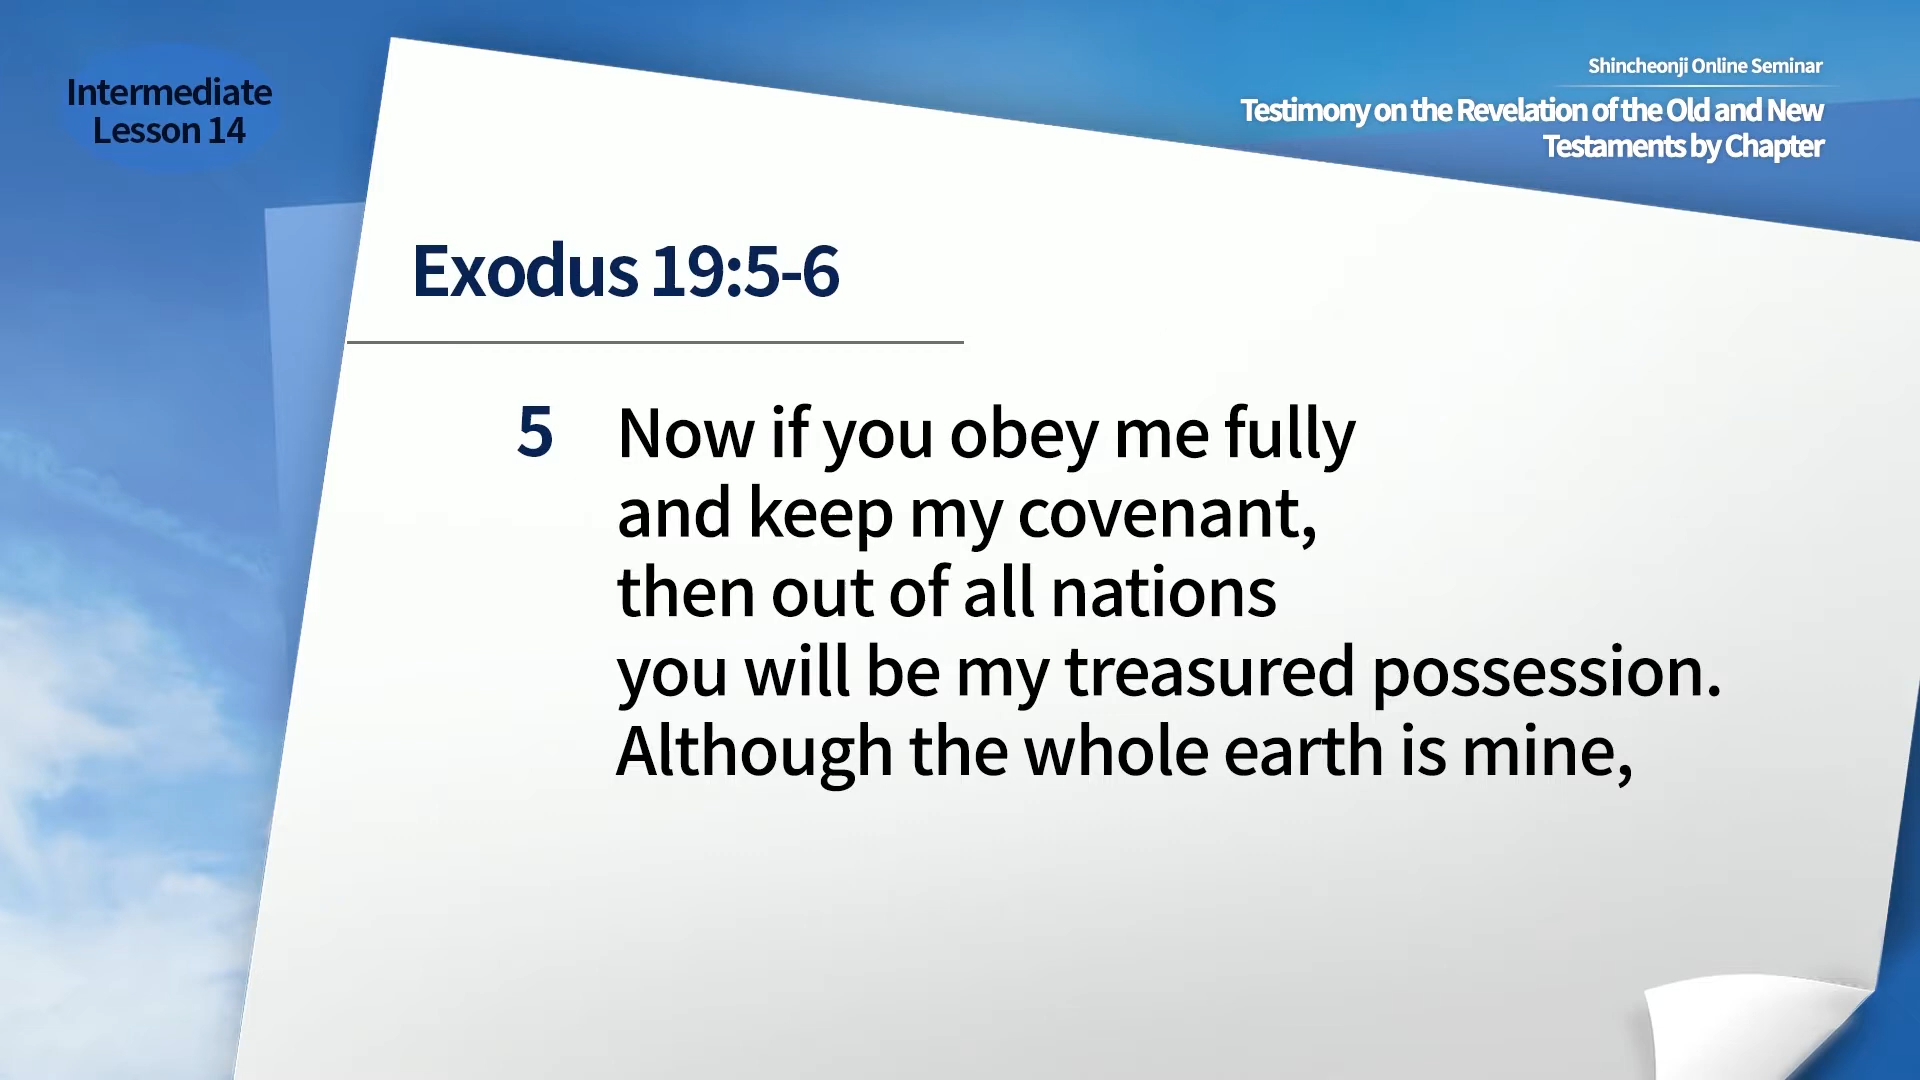 Intermediate
Lesson 14
Shincheonji Online Seminar
Testimony on the Revelation of the Old and New
Testaments by Chapter
Exodus 19:5-6
5 Now if you obey me fully
and keep my covenant,
then out of all nations
you will be my treasured possession.
Although the whole earth is mine,